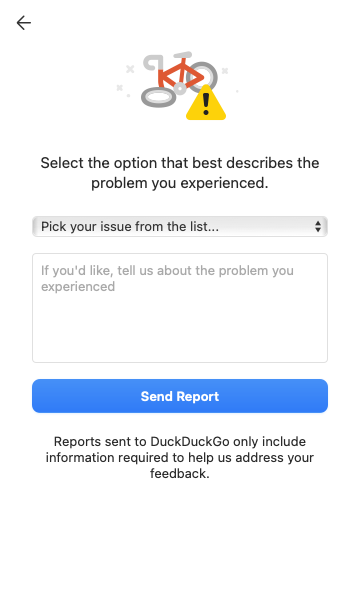 Select the option that best describes the
problem you experienced.
Pick your issue from the list...
If you'd like, tell us about the problem you
experienced
Send Report
Reports sent to DuckDuckGo only include
information required to help us address your
feedback.